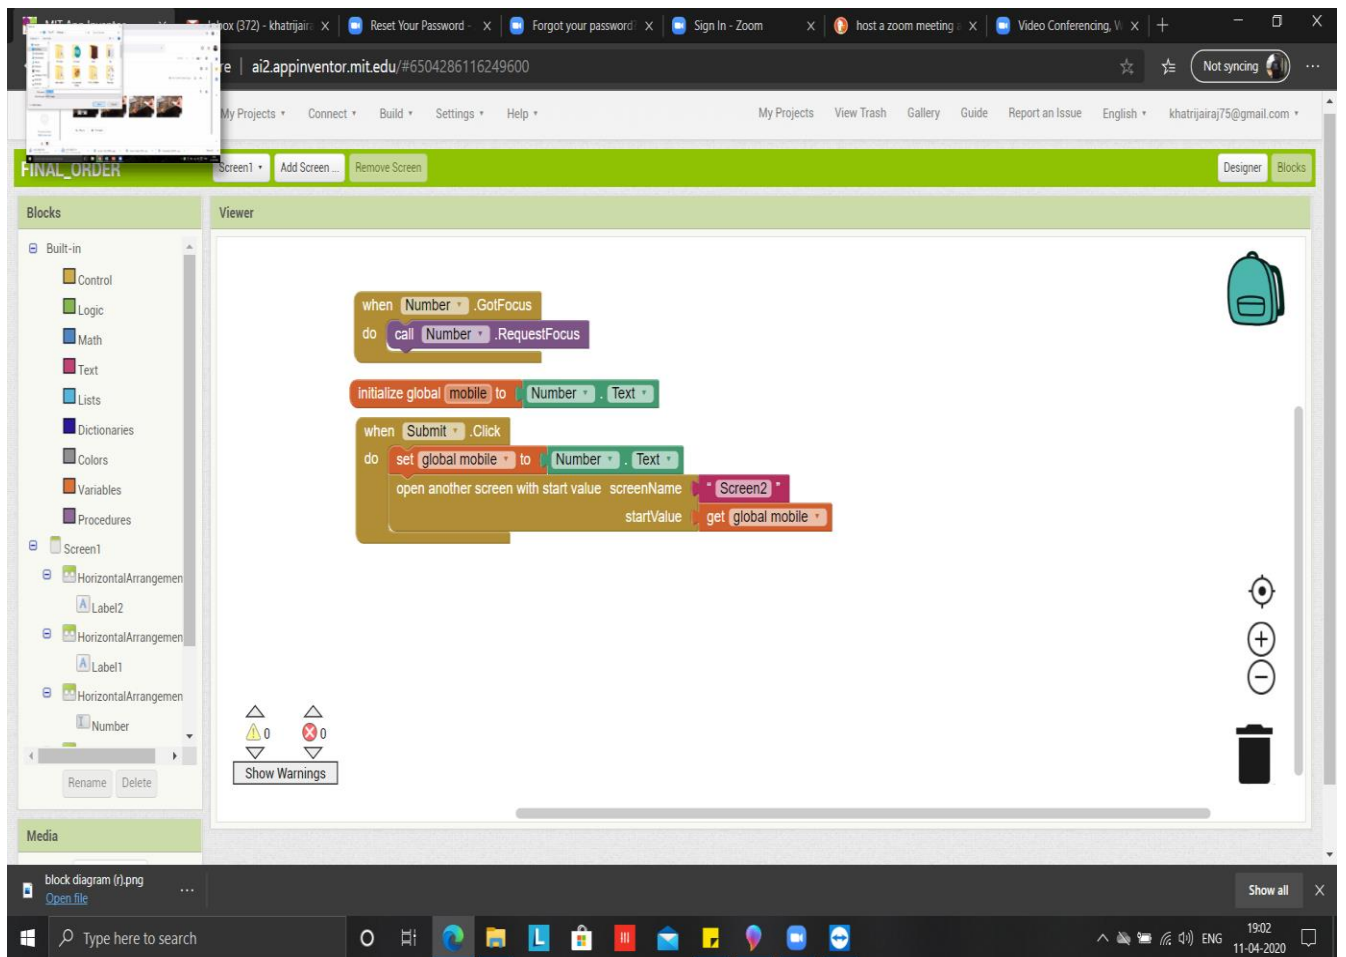 Inbox (372) - khatrijaira X
Reset Your Password - X
Forgot your password? X
Sign In - Zoom X
host a zoom meeting X
Video Conferencing, W X
ai2.appinventor.mit.edu/#6504286116249600
Not syncing
My Projects Connect Build Settings Help
My Projects View Trash Gallery Guide Report an Issue English khatrijairaj75@gmail.com
FINAL_ORDER
Screen1 Add Screen ... Remove Screen
Designer Blocks
Blocks
Viewer
Built-in
Control
Logic
Math
Text
Lists
Dictionaries
Colors
Variables
Procedures
Screen1
HorizontalArrangemen
Label2
HorizontalArrangemen
Label1
HorizontalArrangemen
Number
Rename Delete
when Number .GotFocus
do call Number .RequestFocus
initialize global mobile to Number . Text
when Submit .Click
do set global mobile to Number . Text
open another screen with start value screenName " Screen2 "
startValue get global mobile
0 0
Show Warnings
Media
block diagram (r).png
Open file
Show all X
Type here to search
ENG
19:02
11-04-2020